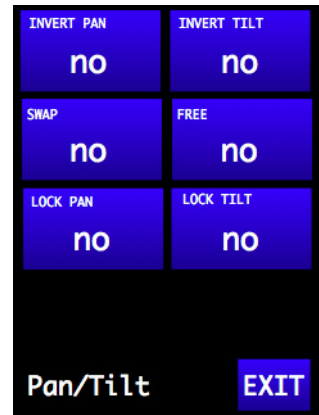 INVERT PAN INVERT TILT
no no
SWAP FREE
no no
LOCK PAN LOCK TILT
no no
Pan/Tilt EXIT